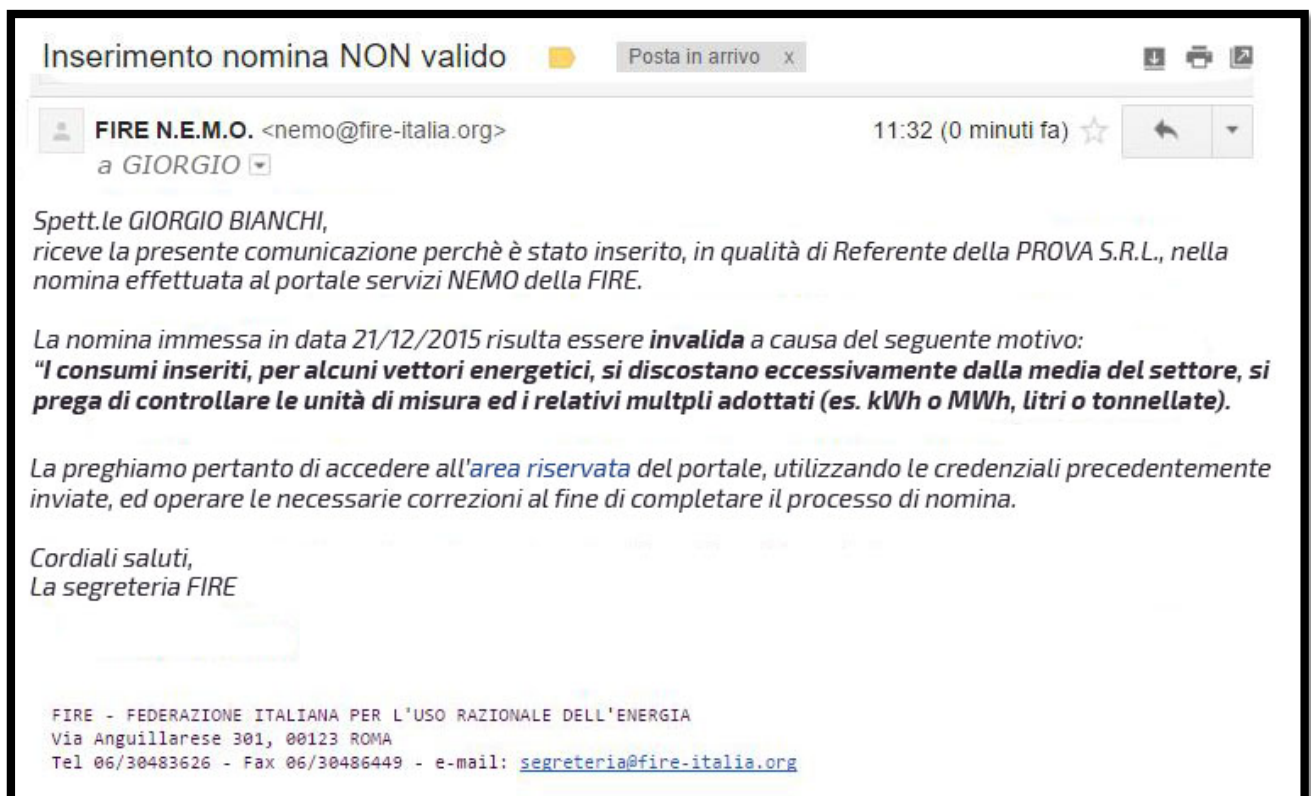 Inserimento nomina NON valido
Posta in arrivo x
FIRE N.E.M.O. <nemo@fire-italia.org>
11:32 (0 minuti fa)
a GIORGIO
Spett.le GIORGIO BIANCHI,
riceve la presente comunicazione perchè è stato inserito, in qualità di Referente della PROVA S.R.L., nella
nomina effettuata al portale servizi NEMO della FIRE.
La nomina immessa in data 21/12/2015 risulta essere invalida a causa del seguente motivo:
"I consumi inseriti, per alcuni vettori energetici, si discostano eccessivamente dalla media del settore, si
prega di controllare le unità di misura ed i relativi multpli adottati (es. kWh o MWh, litri o tonnellate).
La preghiamo pertanto di accedere all'area riservata del portale, utilizzando le credenziali precedentemente
inviate, ed operare le necessarie correzioni al fine di completare il processo di nomina.
Cordiali saluti,
La segreteria FIRE
FIRE - FEDERAZIONE ITALIANA PER L'USO RAZIONALE DELL'ENERGIA
Via Anguillarese 301, 00123 ROMA
Tel 06/30483626 - Fax 06/30486449 - e-mail: segreteria@fire-italia.org